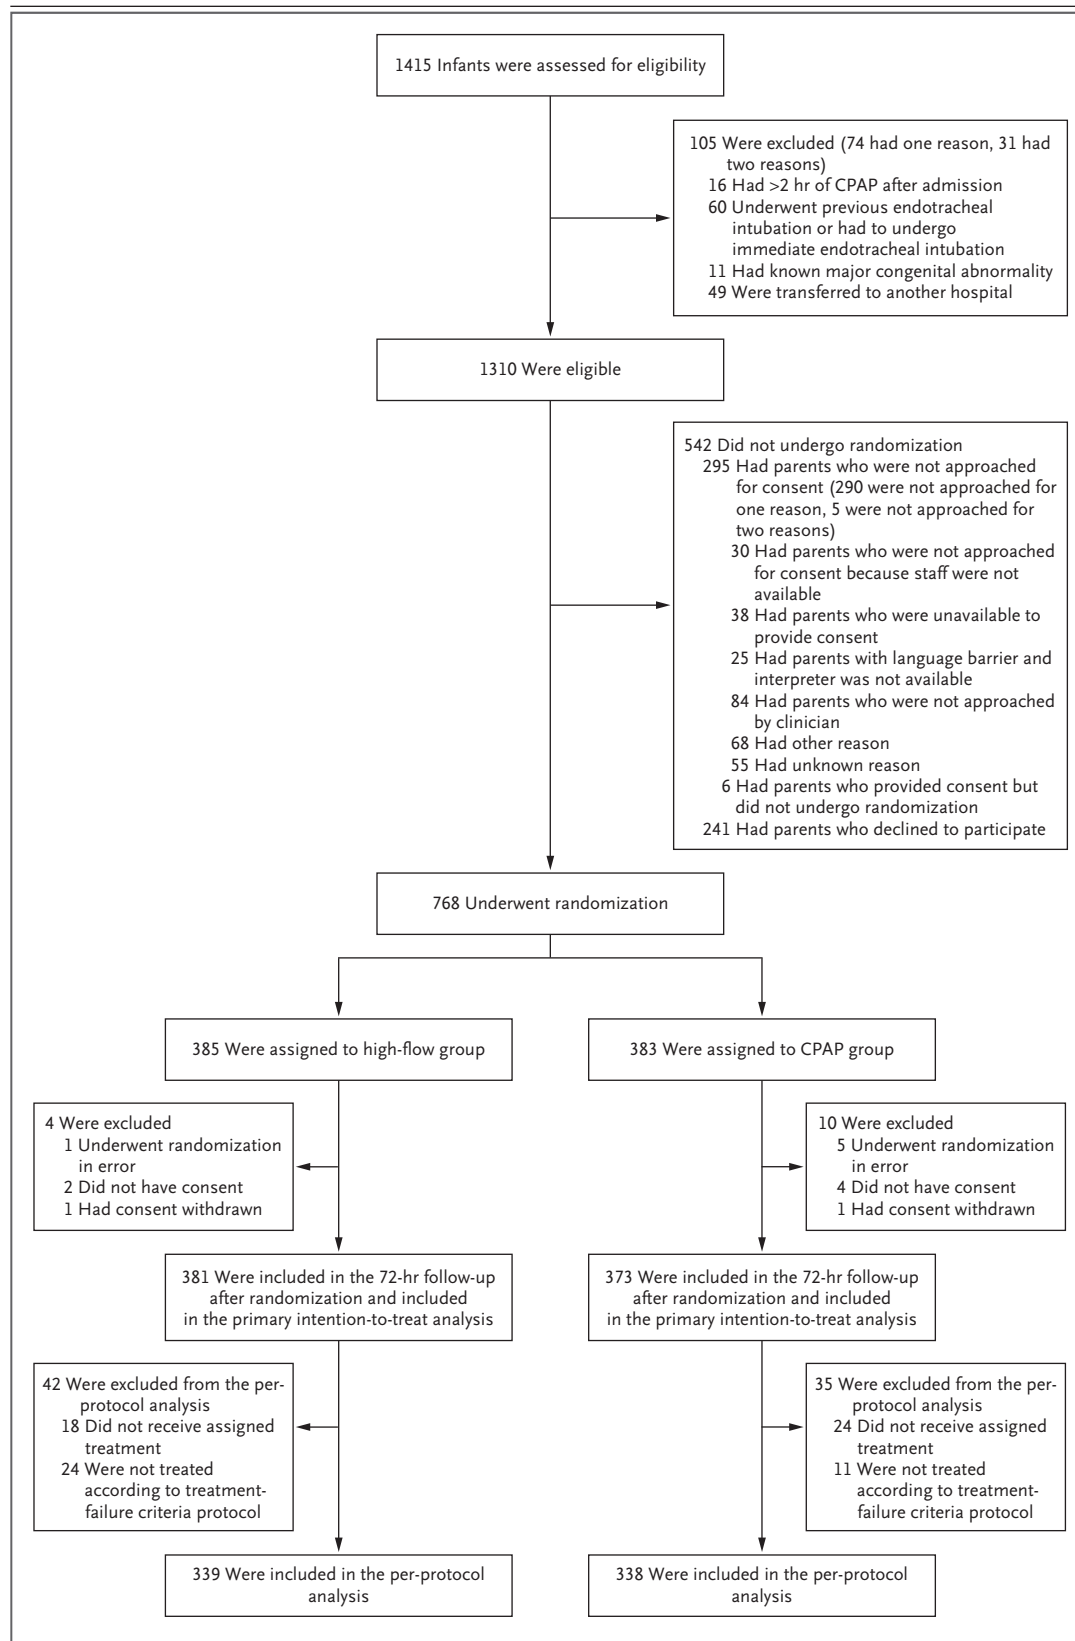 1415 Infants were assessed for eligibility
105 Were excluded (74 had one reason, 31 had
two reasons)
16 Had >2 hr of CPAP after admission
60 Underwent previous endotracheal
intubation or had to undergo
immediate endotracheal intubation
11 Had known major congenital abnormality
49 Were transferred to another hospital
1310 Were eligible
542 Did not undergo randomization
295 Had parents who were not approached
for consent (290 were not approached for
one reason, 5 were not approached for
two reasons)
30 Had parents who were not approached
for consent because staff were not
available
38 Had parents who were unavailable to
provide consent
25 Had parents with language barrier and
interpreter was not available
84 Had parents who were not approached
by clinician
68 Had other reason
55 Had unknown reason
6 Had parents who provided consent but
did not undergo randomization
241 Had parents who declined to participate
768 Underwent randomization
385 Were assigned to high-flow group
383 Were assigned to CPAP group
4 Were excluded
1 Underwent randomization
in error
2 Did not have consent
1 Had consent withdrawn
10 Were excluded
5 Underwent randomization
in error
4 Did not have consent
1 Had consent withdrawn
381 Were included in the 72-hr follow-up
after randomization and included
in the primary intention-to-treat analysis
373 Were included in the 72-hr follow-up
after randomization and included
in the primary intention-to-treat analysis
42 Were excluded from the per-
protocol analysis
18 Did not receive assigned
treatment
24 Were not treated
according to treatment-
failure criteria protocol
35 Were excluded from the per-
protocol analysis
24 Did not receive assigned
treatment
11 Were not treated
according to treatment-
failure criteria protocol
339 Were included in the per-protocol
analysis
338 Were included in the per-protocol
analysis